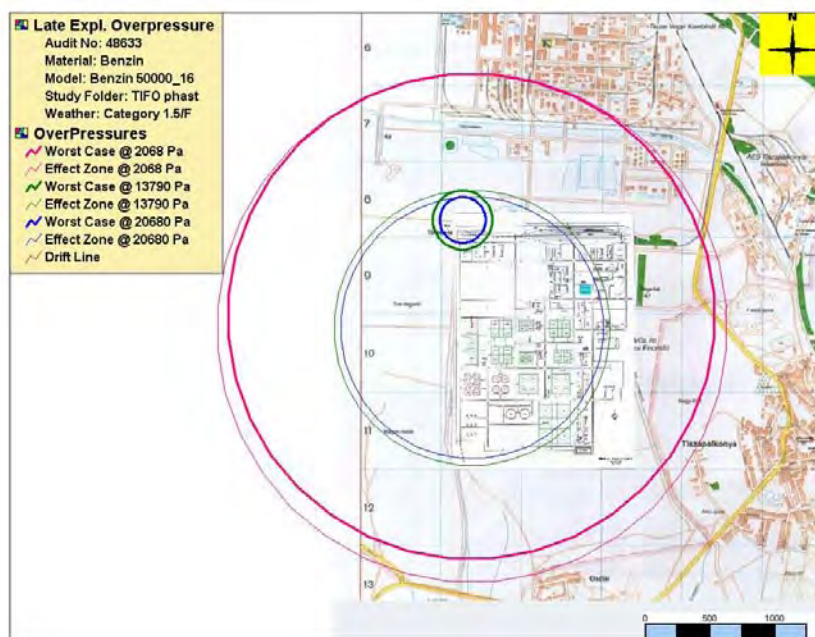 Late Expl. Overpressure
Audit No: 48633
Material: Benzin
Model: Benzin 50000_16
Study Folder: TIFO phast
Weather: Category 1.5/F
OverPressures
Worst Case @ 2068 Pa
Effect Zone @ 2068 Pa
Worst Case @ 13790 Pa
Effect Zone @ 13790 Pa
Worst Case @ 20680 Pa
Effect Zone @ 20680 Pa
Drift Line
N
6
7
8
9
10
11
12
13
Tiszapalkonya
Oszlár
0 500 1000